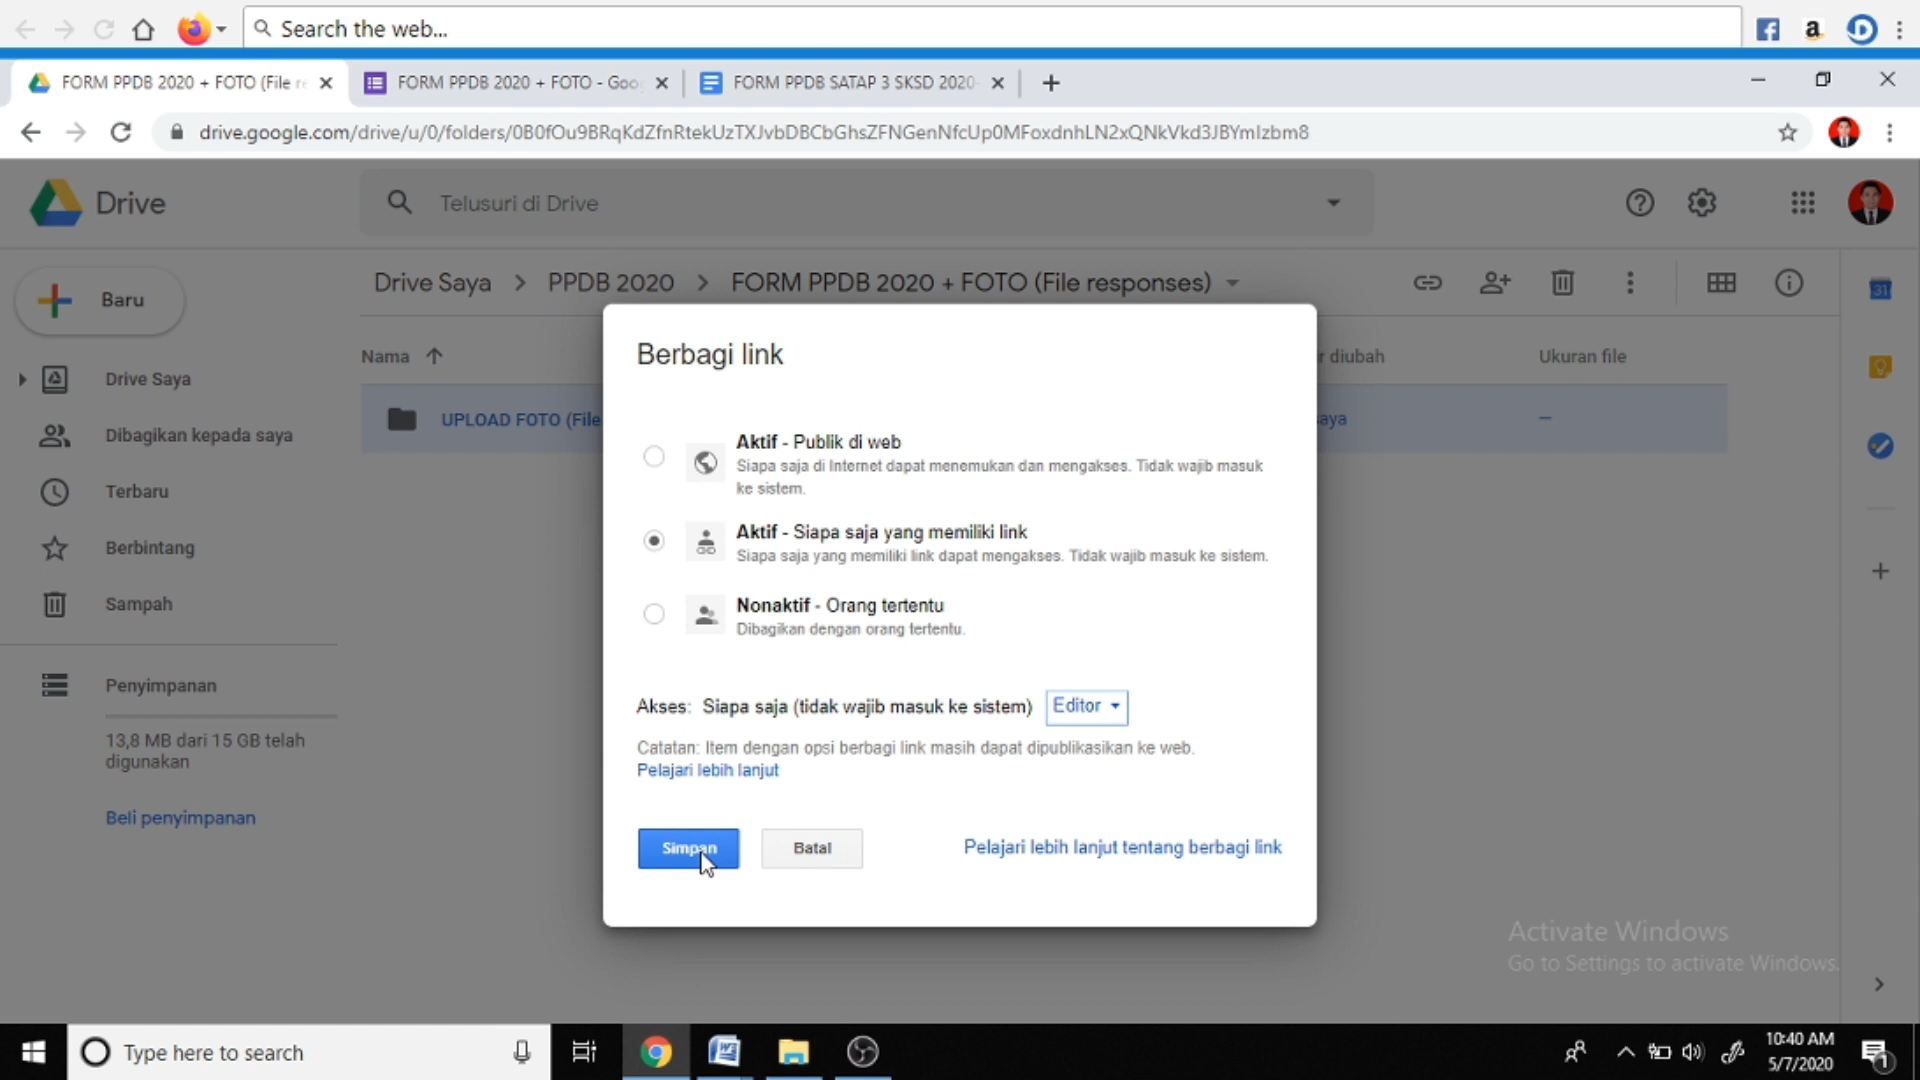 Search the web...
FORM PPDB 2020 + FOTO (File re
FORM PPDB 2020 + FOTO - Goo
FORM PPDB SATAP 3 SKSD 2020-
drive.google.com/drive/u/0/folders/0B0fOu9BRqKdZfnRtekUzTXJvbDBCbGhsZFNGenNfcUp0MFoxdnhLN2xQNkVkd3JBYmIzbm8
Drive
Telusuri di Drive
Baru
Drive Saya > PPDB 2020 > FORM PPDB 2020 + FOTO (File responses)
Nama
r diubah
Ukuran file
UPLOAD FOTO (File
saya
—
Drive Saya
Dibagikan kepada saya
Terbaru
Berbintang
Sampah
Penyimpanan
13,8 MB dari 15 GB telah
digunakan
Beli penyimpanan
31
Berbagi link
Aktif - Publik di web
Siapa saja di Internet dapat menemukan dan mengakses. Tidak wajib masuk
ke sistem.
Aktif - Siapa saja yang memiliki link
Siapa saja yang memiliki link dapat mengakses. Tidak wajib masuk ke sistem.
Nonaktif - Orang tertentu
Dibagikan dengan orang tertentu.
Akses: Siapa saja (tidak wajib masuk ke sistem) Editor
Catatan: Item dengan opsi berbagi link masih dapat dipublikasikan ke web.
Pelajari lebih lanjut
Simpan
Batal
Pelajari lebih lanjut tentang berbagi link
Activate Windows
Go to Settings to activate Windows.
Type here to search
10:40 AM
5/7/2020
1